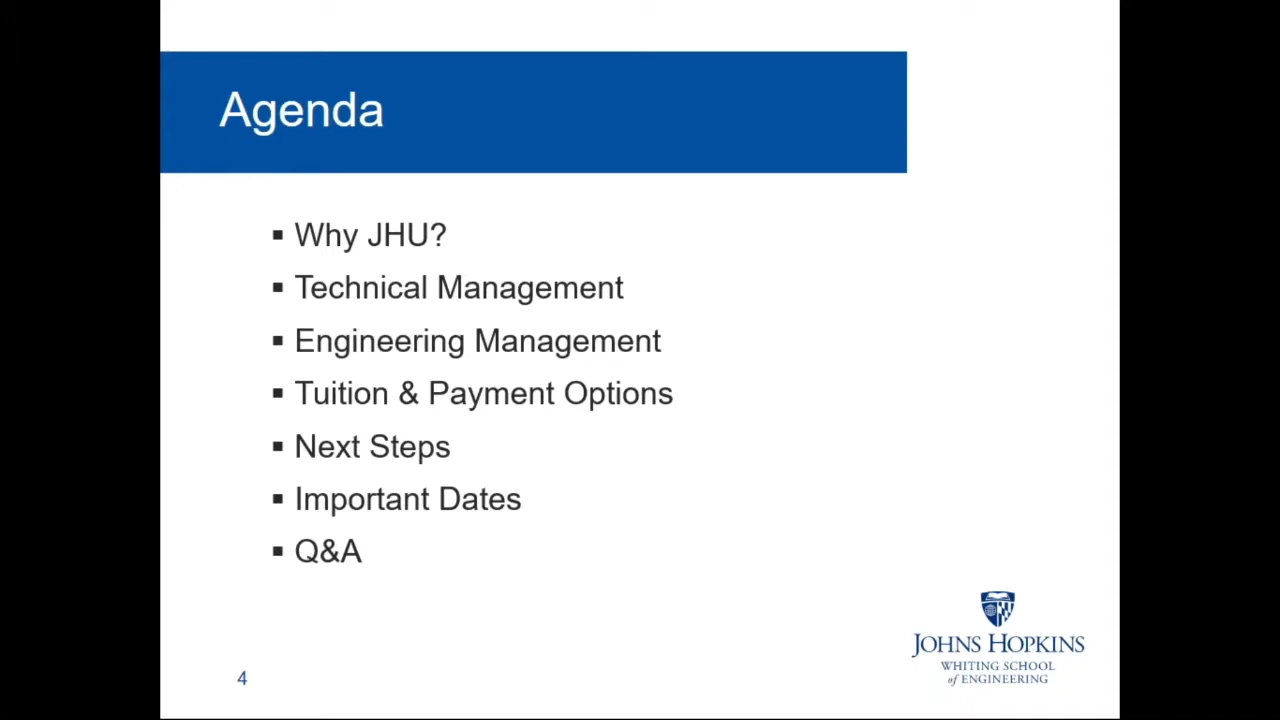 Agenda
▪ Why JHU?
▪ Technical Management
▪ Engineering Management
▪ Tuition & Payment Options
▪ Next Steps
▪ Important Dates
▪ Q&A
4
JOHNS HOPKINS
WHITING SCHOOL
of ENGINEERING